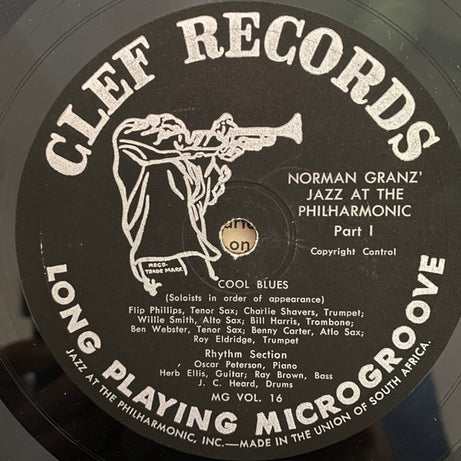 CLEF RECORDS
NORMAN GRANZ'
JAZZ AT THE
PHILHARMONIC
Part I
Copyright Control
on
REGD.
TRADE MARK
COOL BLUES
(Soloists in order of appearance)
Flip Phillips, Tenor Sax; Charlie Shavers, Trumpet;
Willie Smith, Alto Sax; Bill Harris, Trombone;
Ben Webster, Tenor Sax; Benny Carter, Atlo Sax;
Roy Eldridge, Trumpet
Rhythm Section
Oscar Peterson, Piano
Herb Ellis, Guitar; Ray Brown, Bass
J. C. Heard, Drums
MG VOL. 16
LONG PLAYING MICROGROOVE
JAZZ AT THE PHILHARMONIC, INC.—MADE IN THE UNION OF SOUTH AFRICA.